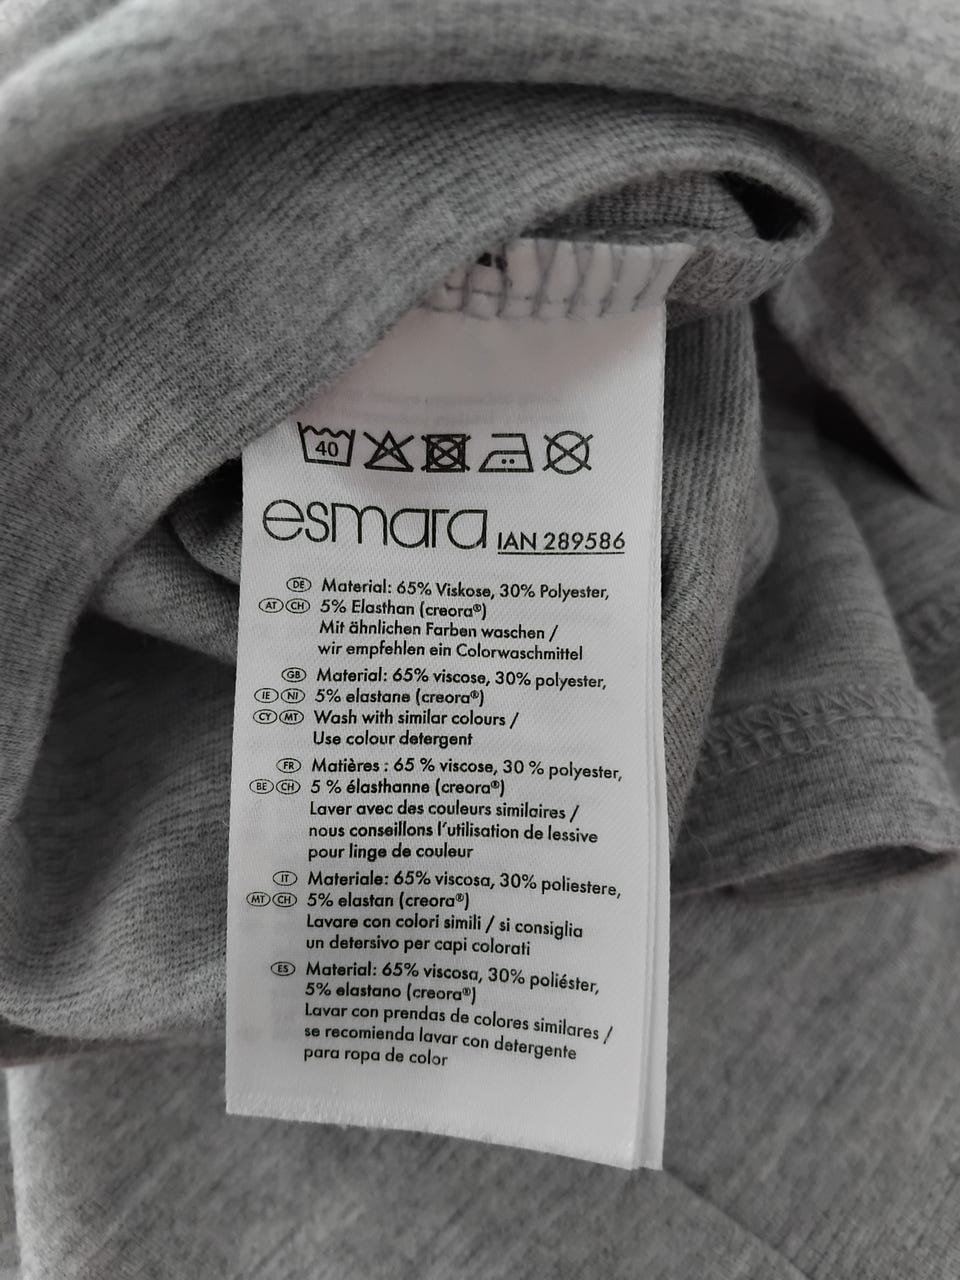 40
esmara IAN 289586
DE Material: 65% Viskose, 30% Polyester,
AT CH 5% Elasthan (creora®)
Mit ähnlichen Farben waschen /
wir empfehlen ein Colorwaschmittel
GB Material: 65% viscose, 30% polyester,
IE NI 5% elastane (creora®)
CY MT Wash with similar colours /
Use colour detergent
FR Matières : 65 % viscose, 30 % polyester,
BE CH 5 % élasthanne (creora®)
Laver avec des couleurs similaires /
nous conseillons l'utilisation de lessive
pour linge de couleur
IT Materiale: 65% viscosa, 30% poliestere,
MT CH 5% elastan (creora®)
Lavare con colori simili / si consiglia
un detersivo per capi colorati
ES Material: 65% viscosa, 30% poliéster,
5% elastano (creora®)
Lavar con prendas de colores similares /
se recomienda lavar con detergente
para ropa de color